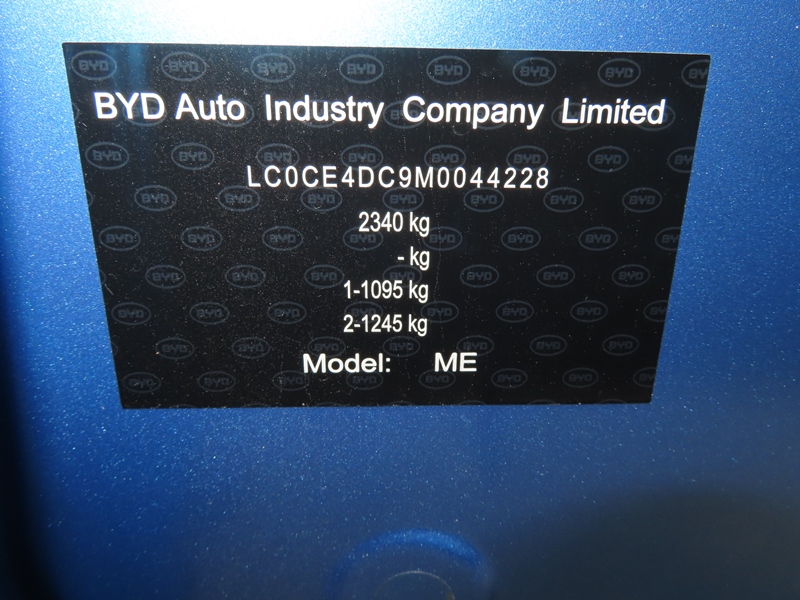 BYD Auto Industry Company Limited
LC0CE4DC9M0044228
2340 kg
- kg
1-1095 kg
2-1245 kg
Model: ME